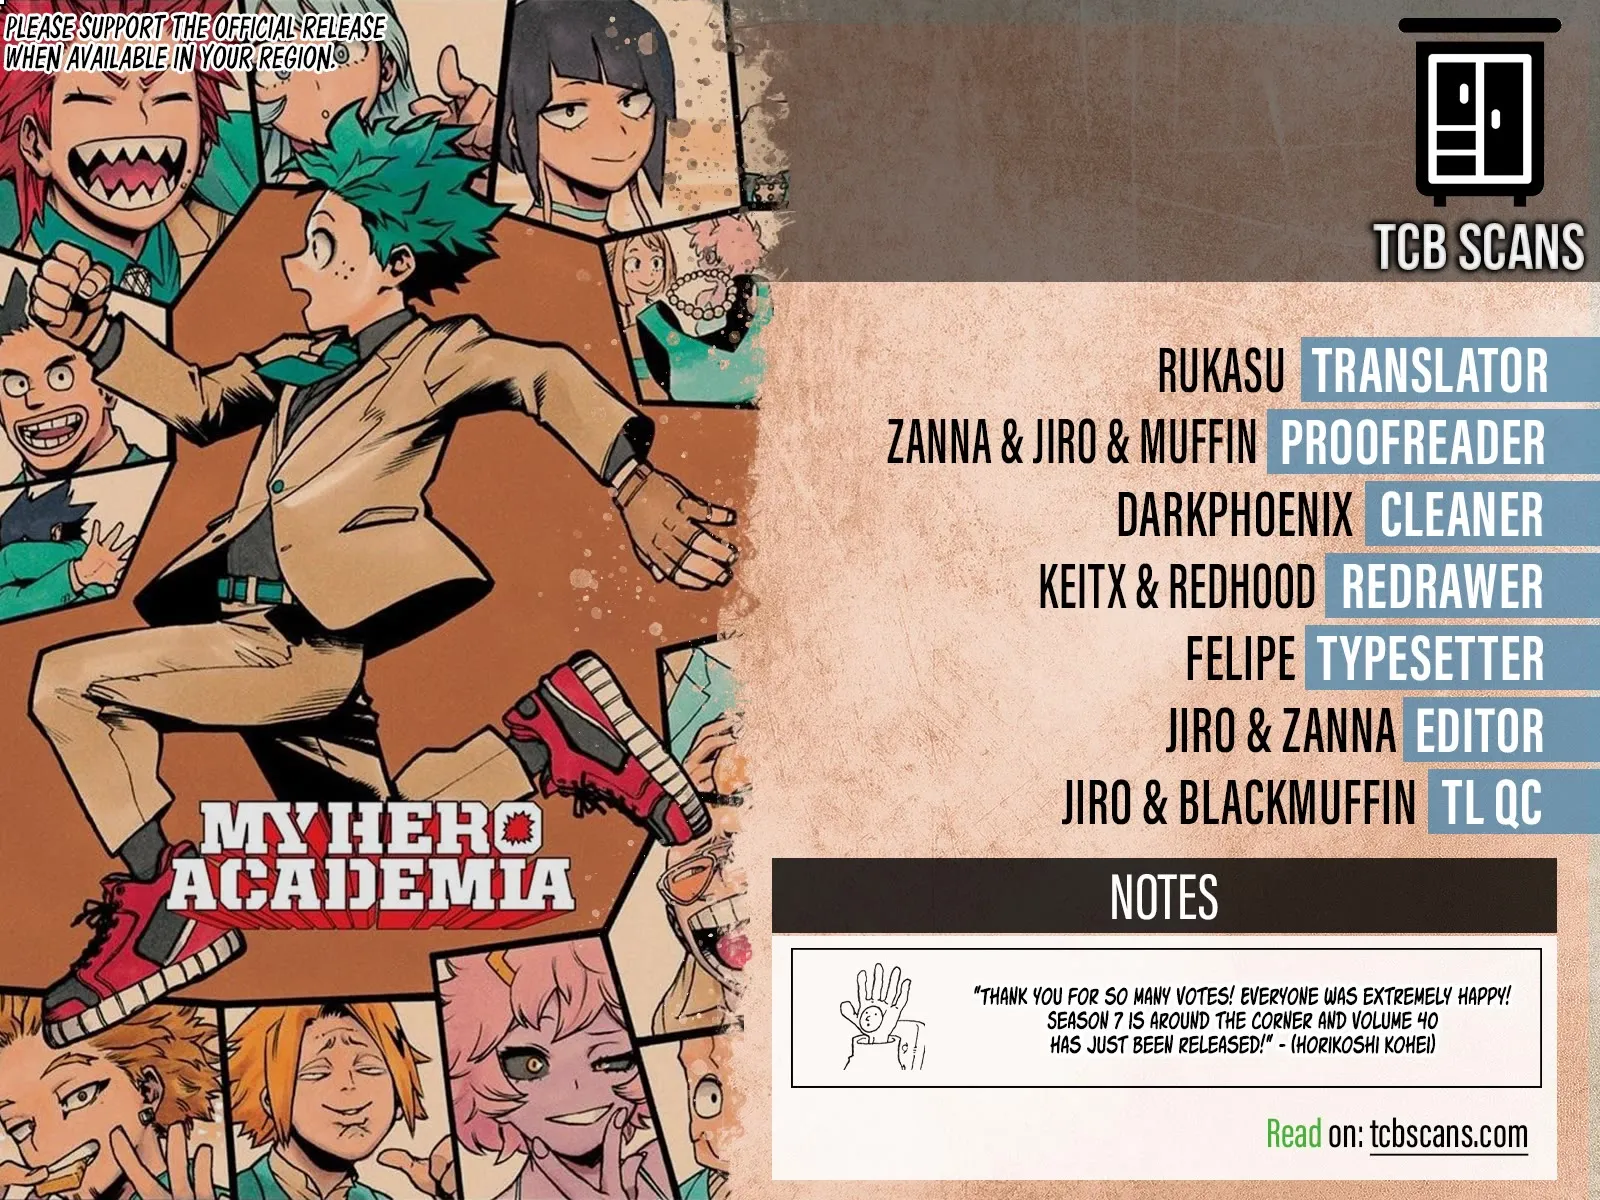 PLEASE SUPPORT THE OFFICIAL RELEASE
WHEN AVAILABLE IN YOUR REGION.
TCB SCANS
RUKASU TRANSLATOR
ZANNA & JIRO & MUFFIN PROOFREADER
DARKPHOENIX CLEANER
KEITX & REDHOOD REDRAWER
FELIPE TYPESETTER
JIRO & ZANNA EDITOR
JIRO & BLACKMUFFIN TL QC
MY HERO
ACADEMIA
NOTES
"THANK YOU FOR SO MANY VOTES! EVERYONE WAS EXTREMELY HAPPY!
SEASON 7 IS AROUND THE CORNER AND VOLUME 40
HAS JUST BEEN RELEASED!" - (HORIKOSHI KOHEI)
Read on: tcbscans.com